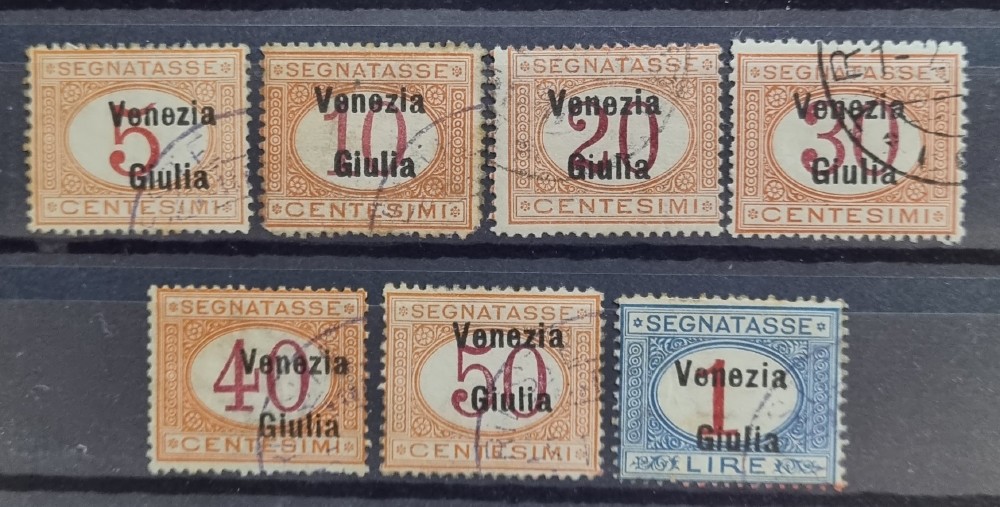 SEGNATASSE
5
Venezia
Giulia
CENTESIMI
SEGNATASSE
10
Venezia
Giulia
CENTESIMI
SEGNATASSE
20
Venezia
Giulia
CENTESIMI
SEGNATASSE
30
Venezia
Giulia
CENTESIMI
SEGNATASSE
40
Venezia
Giulia
CENTESIMI
SEGNATASSE
50
Venezia
Giulia
CENTESIMI
SEGNATASSE
1
Venezia
Giulia
LIRE